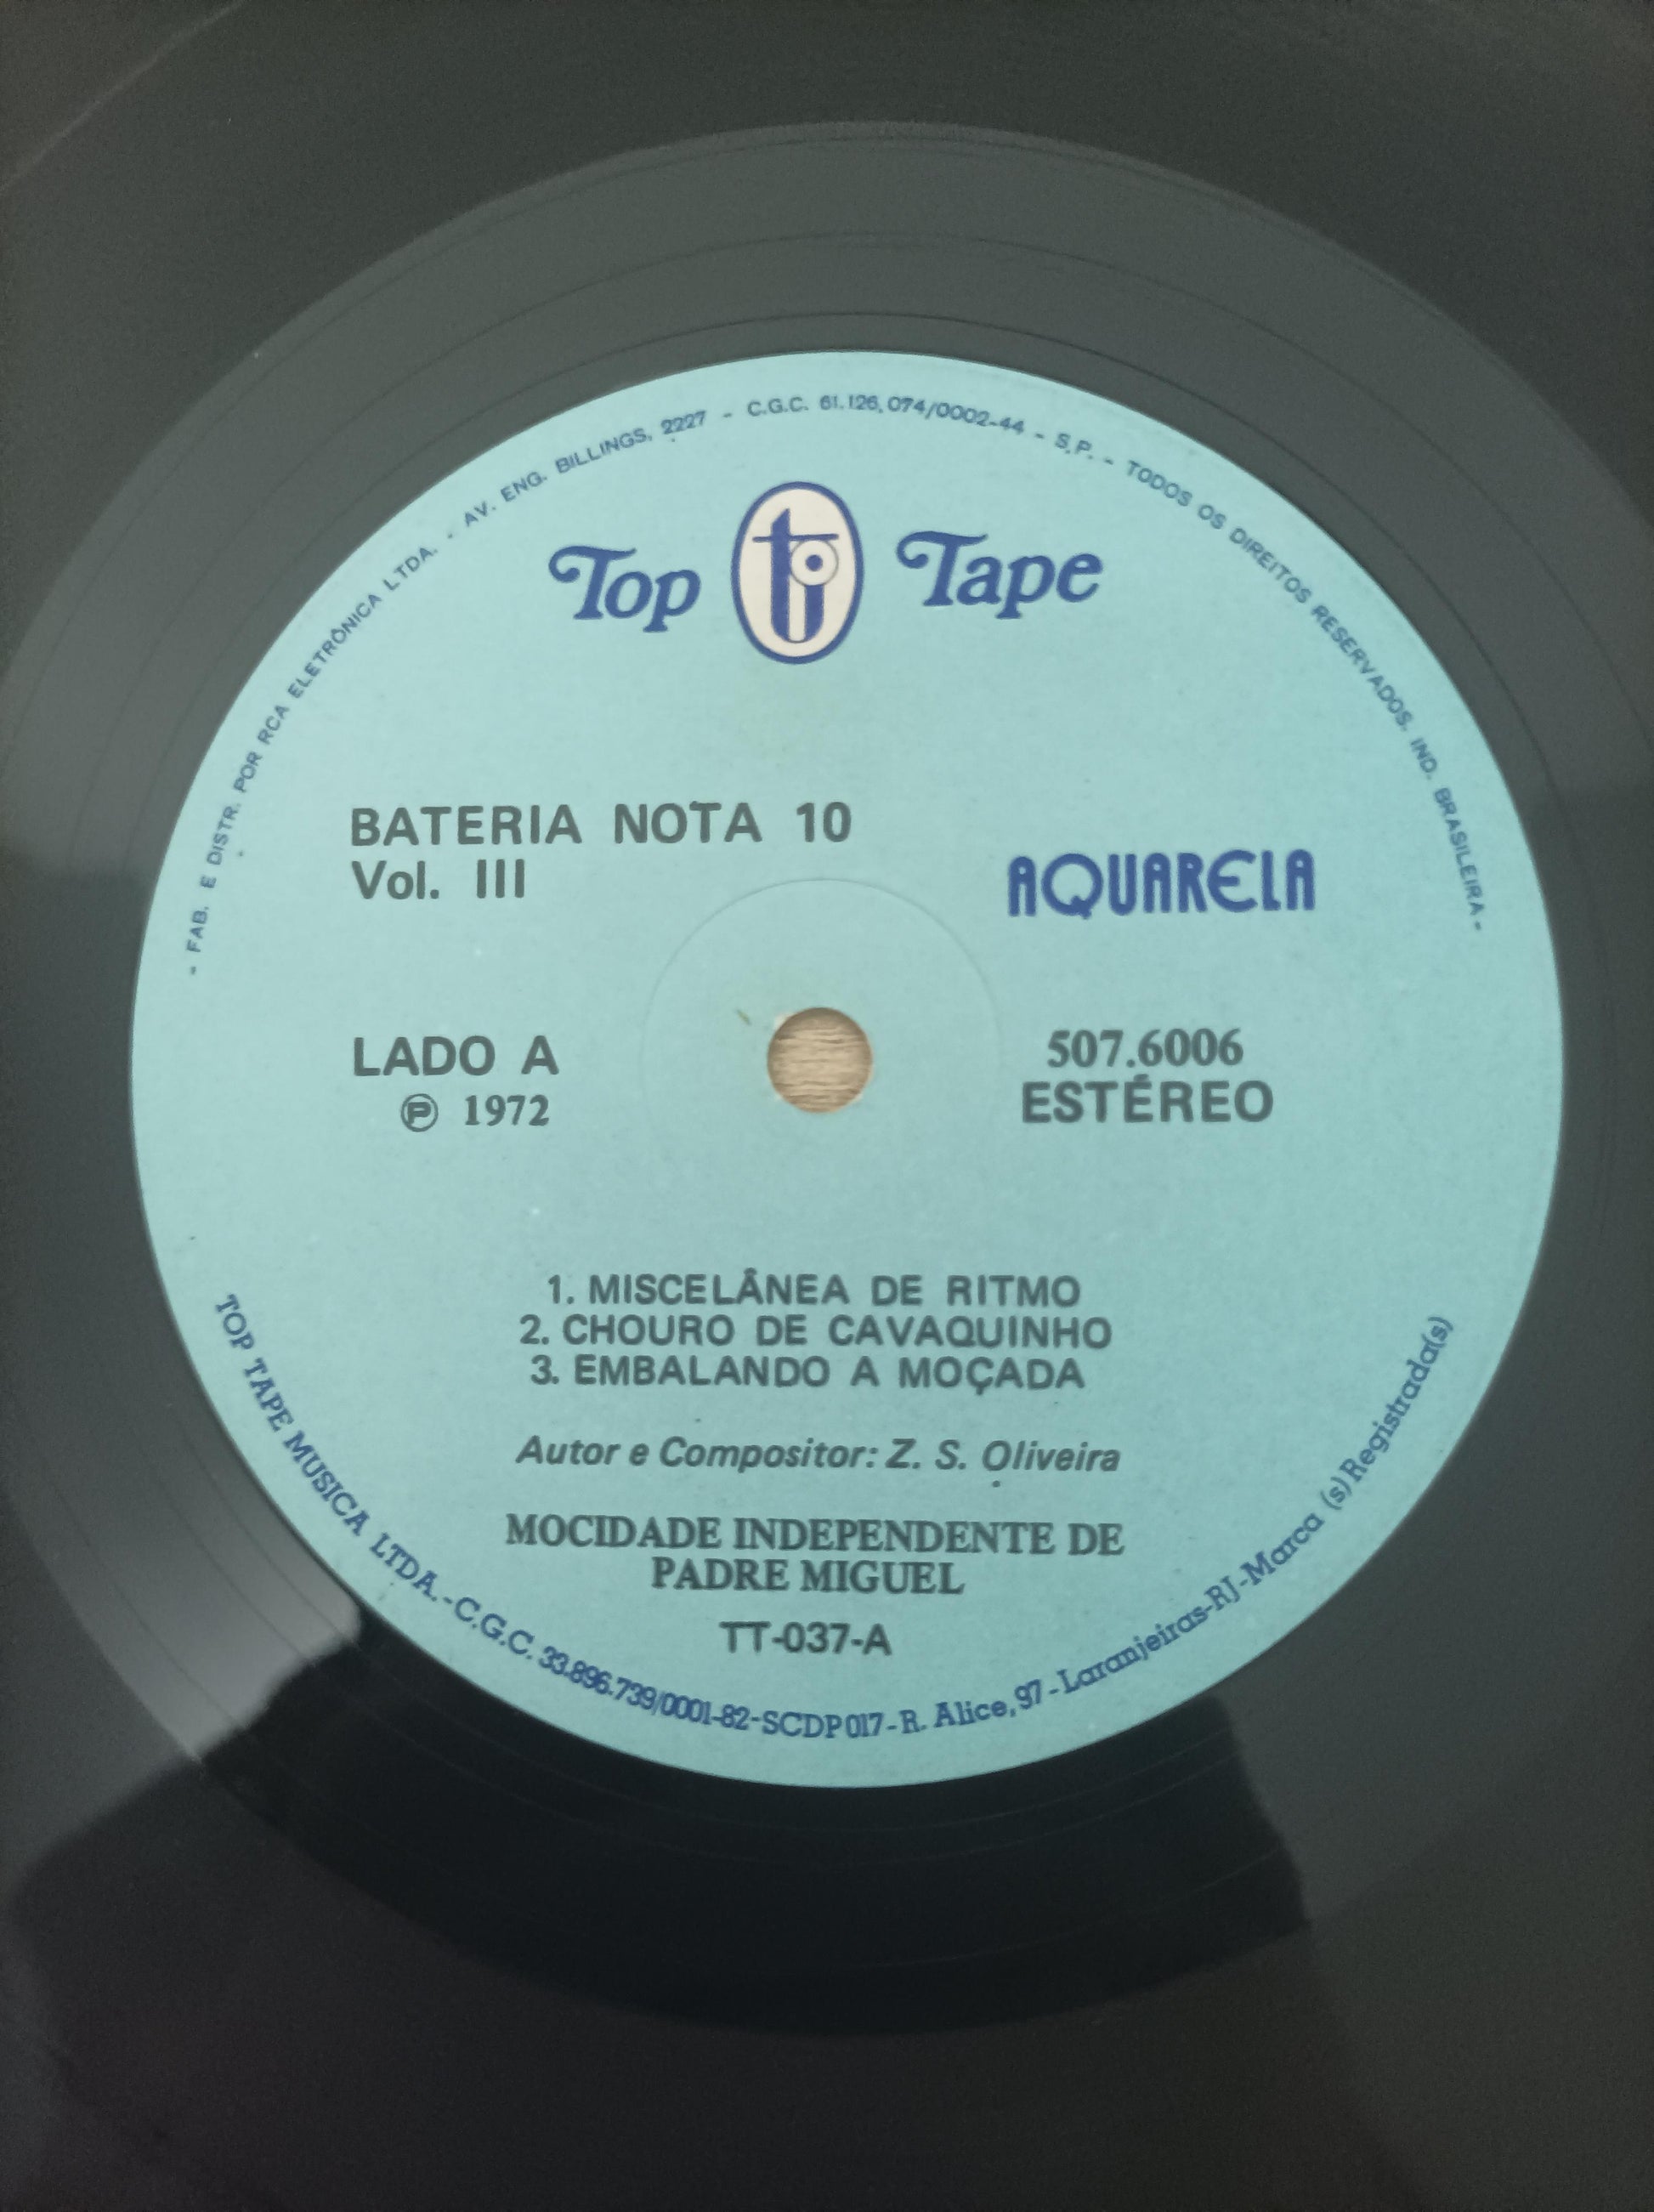 - FAB. E DISTR. POR RCA ELETRÔNICA LTDA. - AV. ENG. BILLINGS, 2227 - C.G.C. 61.126.074/0002-44 - S.P. - TODOS OS DIREITOS RESERVADOS. IND. BRASILEIRA -
Top Tape
BATERIA NOTA 10
Vol. III
AQUARELA
LADO A
℗ 1972
507.6006
ESTÉREO
1. MISCELÂNEA DE RITMO
2. CHOURO DE CAVAQUINHO
3. EMBALANDO A MOÇADA
Autor e Compositor: Z. S. Oliveira
MOCIDADE INDEPENDENTE DE
PADRE MIGUEL
TT-037-A
TOP TAPE MUSICA LTDA.-C.G.C. 33.896.739/0001-82-SCDP 017-R. Alice, 97-Laranjeiras-RJ-Marca (s) Registrada(s)